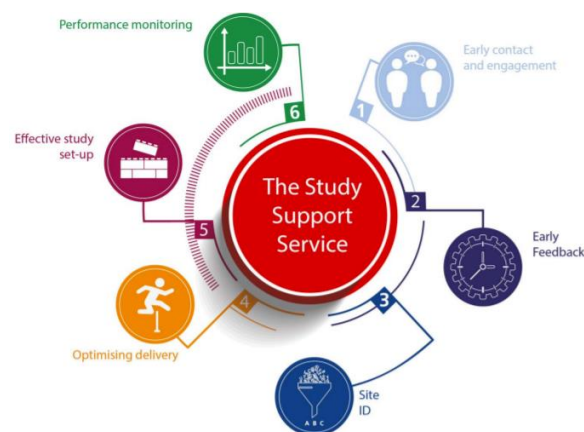 Performance monitoring
Early contact
and engagement
6
1
Effective study
set-up
The Study
Support
Service
2
5
Early
Feedback
4
3
Optimising delivery
Site
ID
A B C